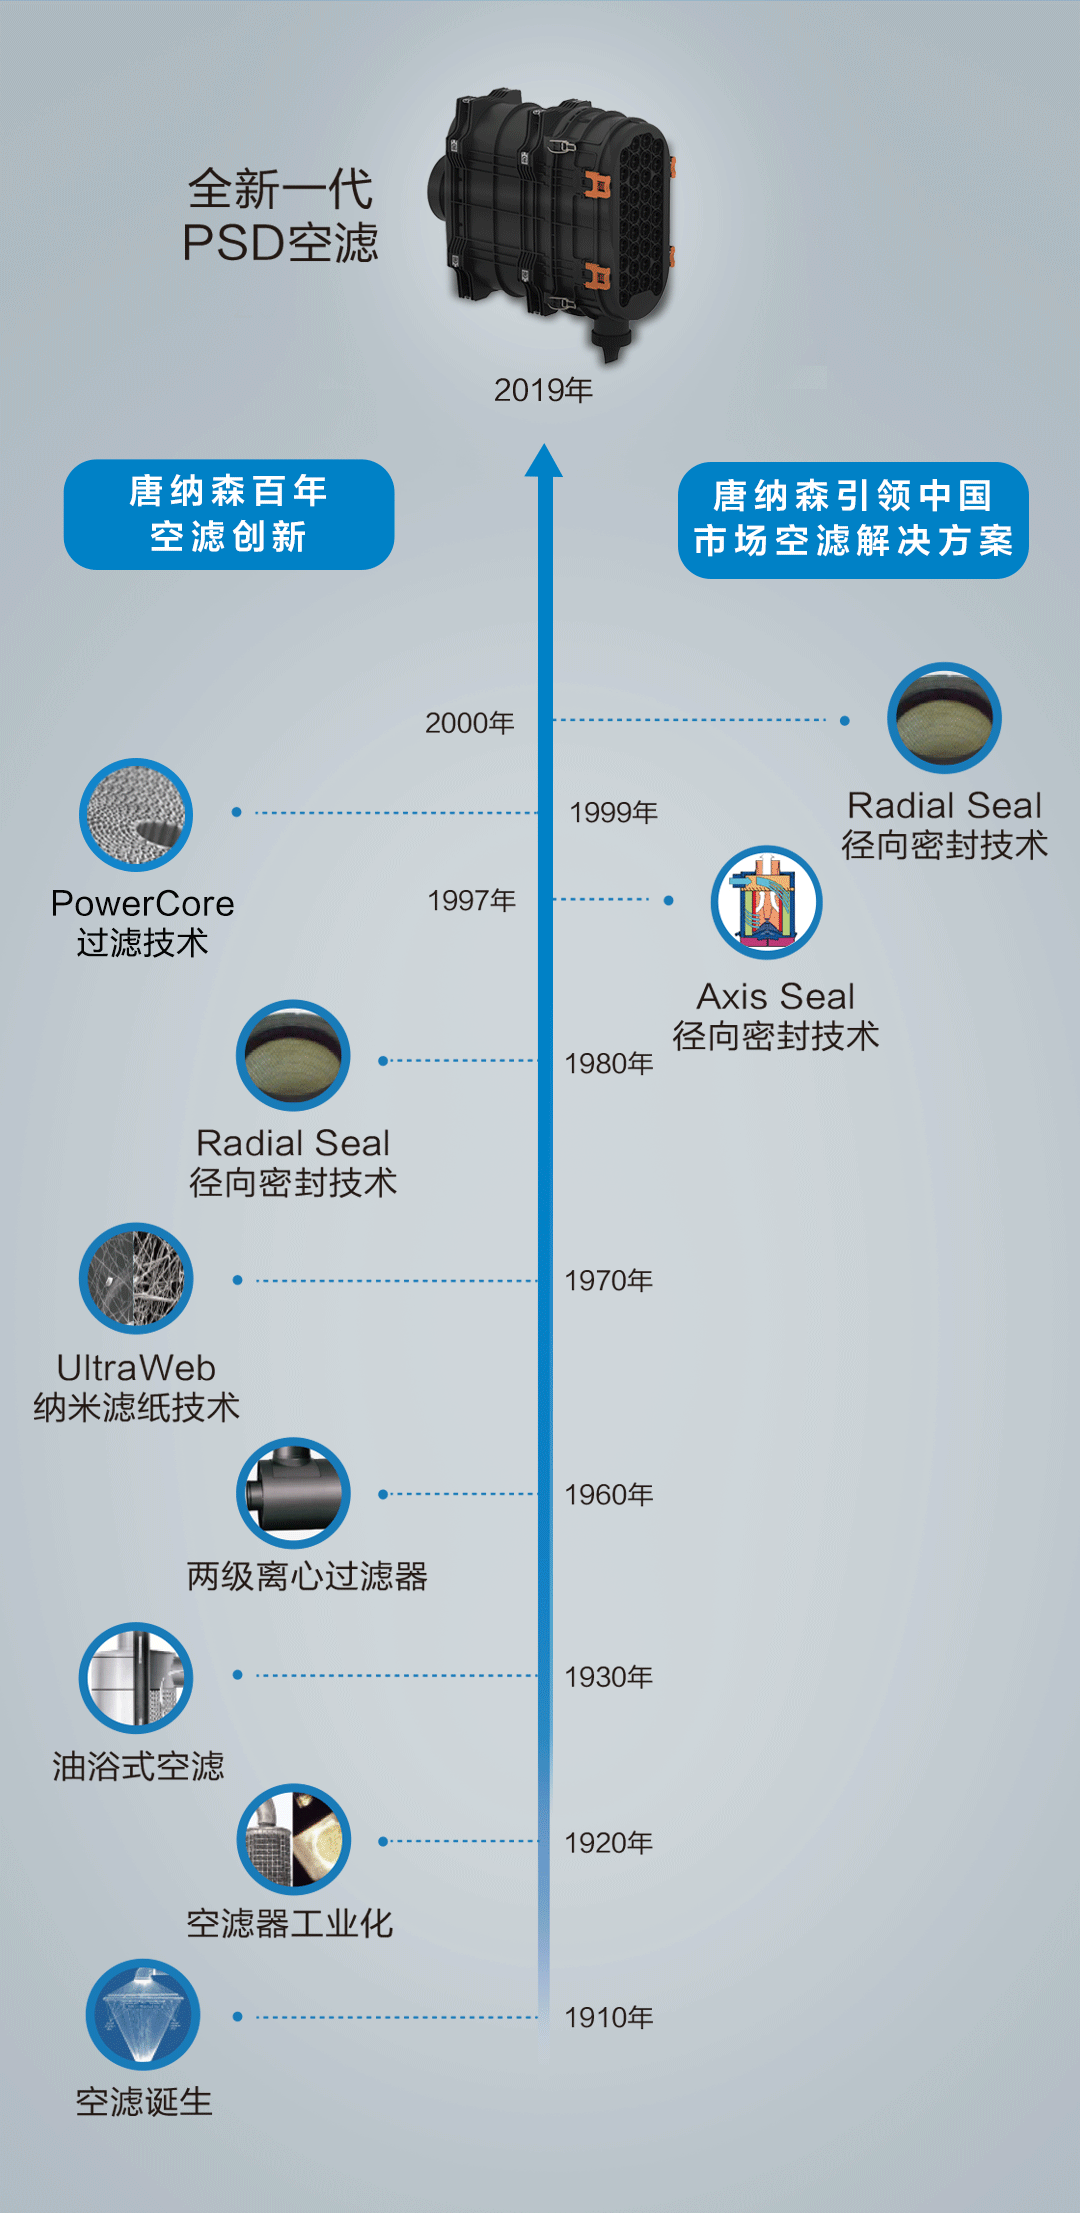 全新一代
PSD空滤
2019年
唐纳森百年
空滤创新
唐纳森引领中国
市场空滤解决方案
2000年
Radial Seal
径向密封技术
1999年
PowerCore
过滤技术
1997年
Axis Seal
径向密封技术
1980年
Radial Seal
径向密封技术
1970年
UltraWeb
纳米滤纸技术
1960年
两级离心过滤器
1930年
油浴式空滤
1920年
空滤器工业化
1910年
空滤诞生